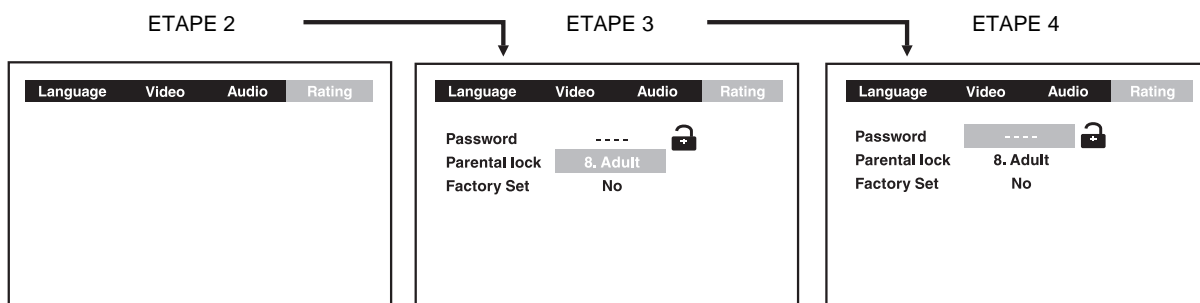 ETAPE 2
ETAPE 3
ETAPE 4
Language Video Audio Rating
Language Video Audio Rating
Password ----
Parental lock 8. Adult
Factory Set No
Language Video Audio Rating
Password ----
Parental lock 8. Adult
Factory Set No